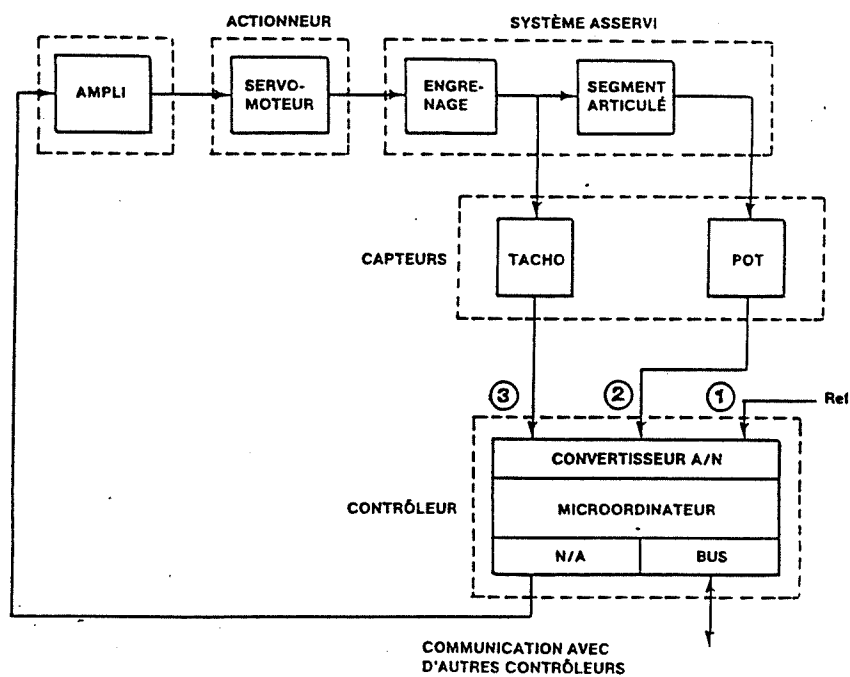 ACTIONNEUR
SYSTÈME ASSERVI
AMPLI
SERVO-
MOTEUR
ENGRE-
NAGE
SEGMENT
ARTICULÉ
CAPTEURS
TACHO
POT
3
2
1
Ref
CONVERTISSEUR A/N
CONTRÔLEUR
MICROORDINATEUR
N/A
BUS
COMMUNICATION AVEC
D'AUTRES CONTRÔLEURS